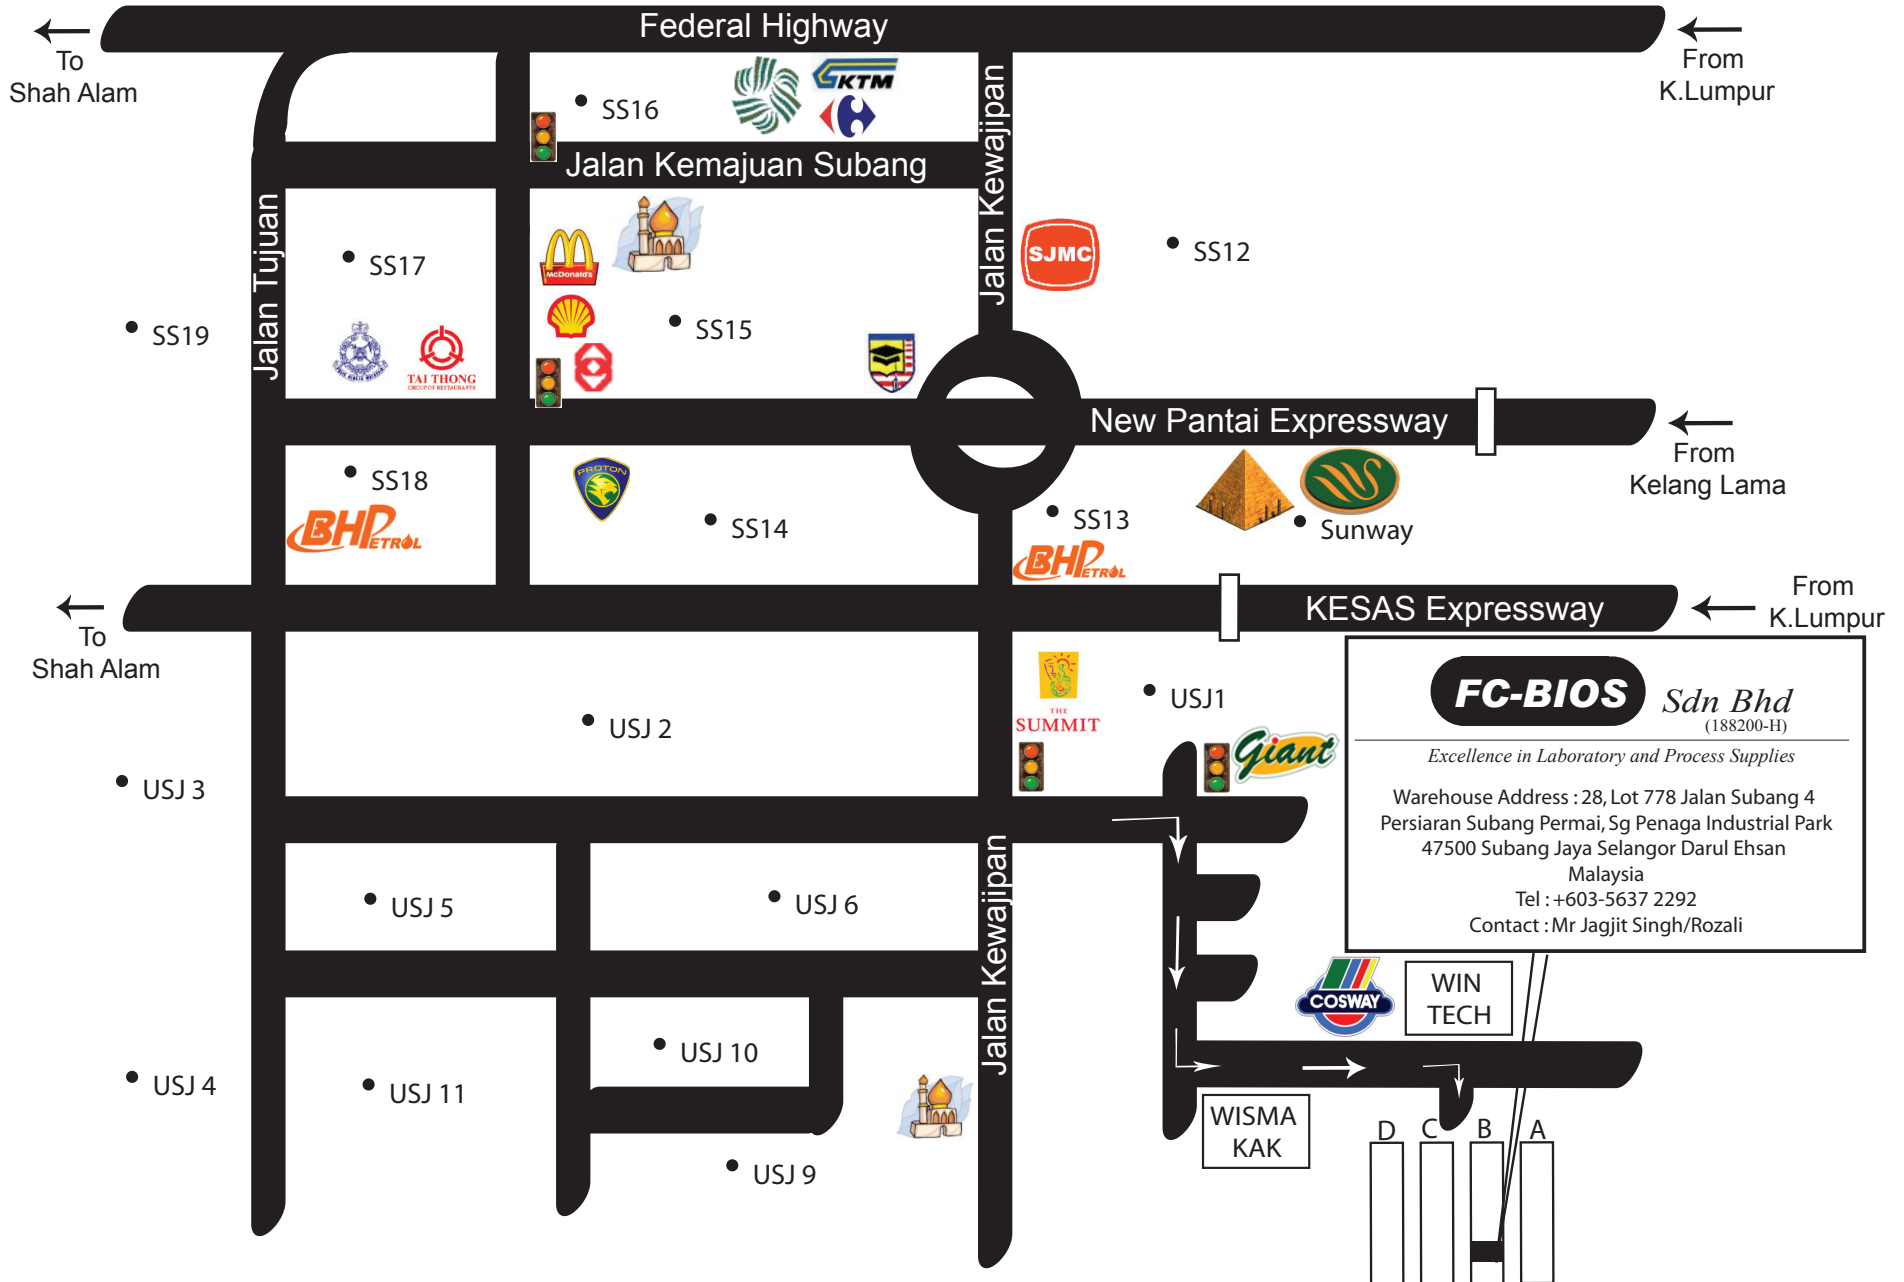 Federal Highway
To
Shah Alam
From
K.Lumpur
SS16
KTM
Jalan Kemajuan Subang
Jalan Kewajipan
Jalan Tujuan
SS17
McDonald's
SJMC
SS12
SS19
SS15
TAI THONG
GROUP OF RESTAURANTS
New Pantai Expressway
From
Kelang Lama
SS18
PROTON
BHPETROL
SS14
SS13
BHPETROL
Sunway
To
Shah Alam
KESAS Expressway
From
K.Lumpur
THE
SUMMIT
USJ1
Giant
USJ 2
USJ 3
FC-BIOS Sdn Bhd
(188200-H)
Excellence in Laboratory and Process Supplies
Warehouse Address : 28, Lot 778 Jalan Subang 4
Persiaran Subang Permai, Sg Penaga Industrial Park
47500 Subang Jaya Selangor Darul Ehsan
Malaysia
Tel : +603-5637 2292
Contact : Mr Jagjit Singh/Rozali
USJ 5
USJ 6
Jalan Kewajipan
COSWAY
WIN
TECH
USJ 10
USJ 4
USJ 11
WISMA
KAK
D C B A
USJ 9